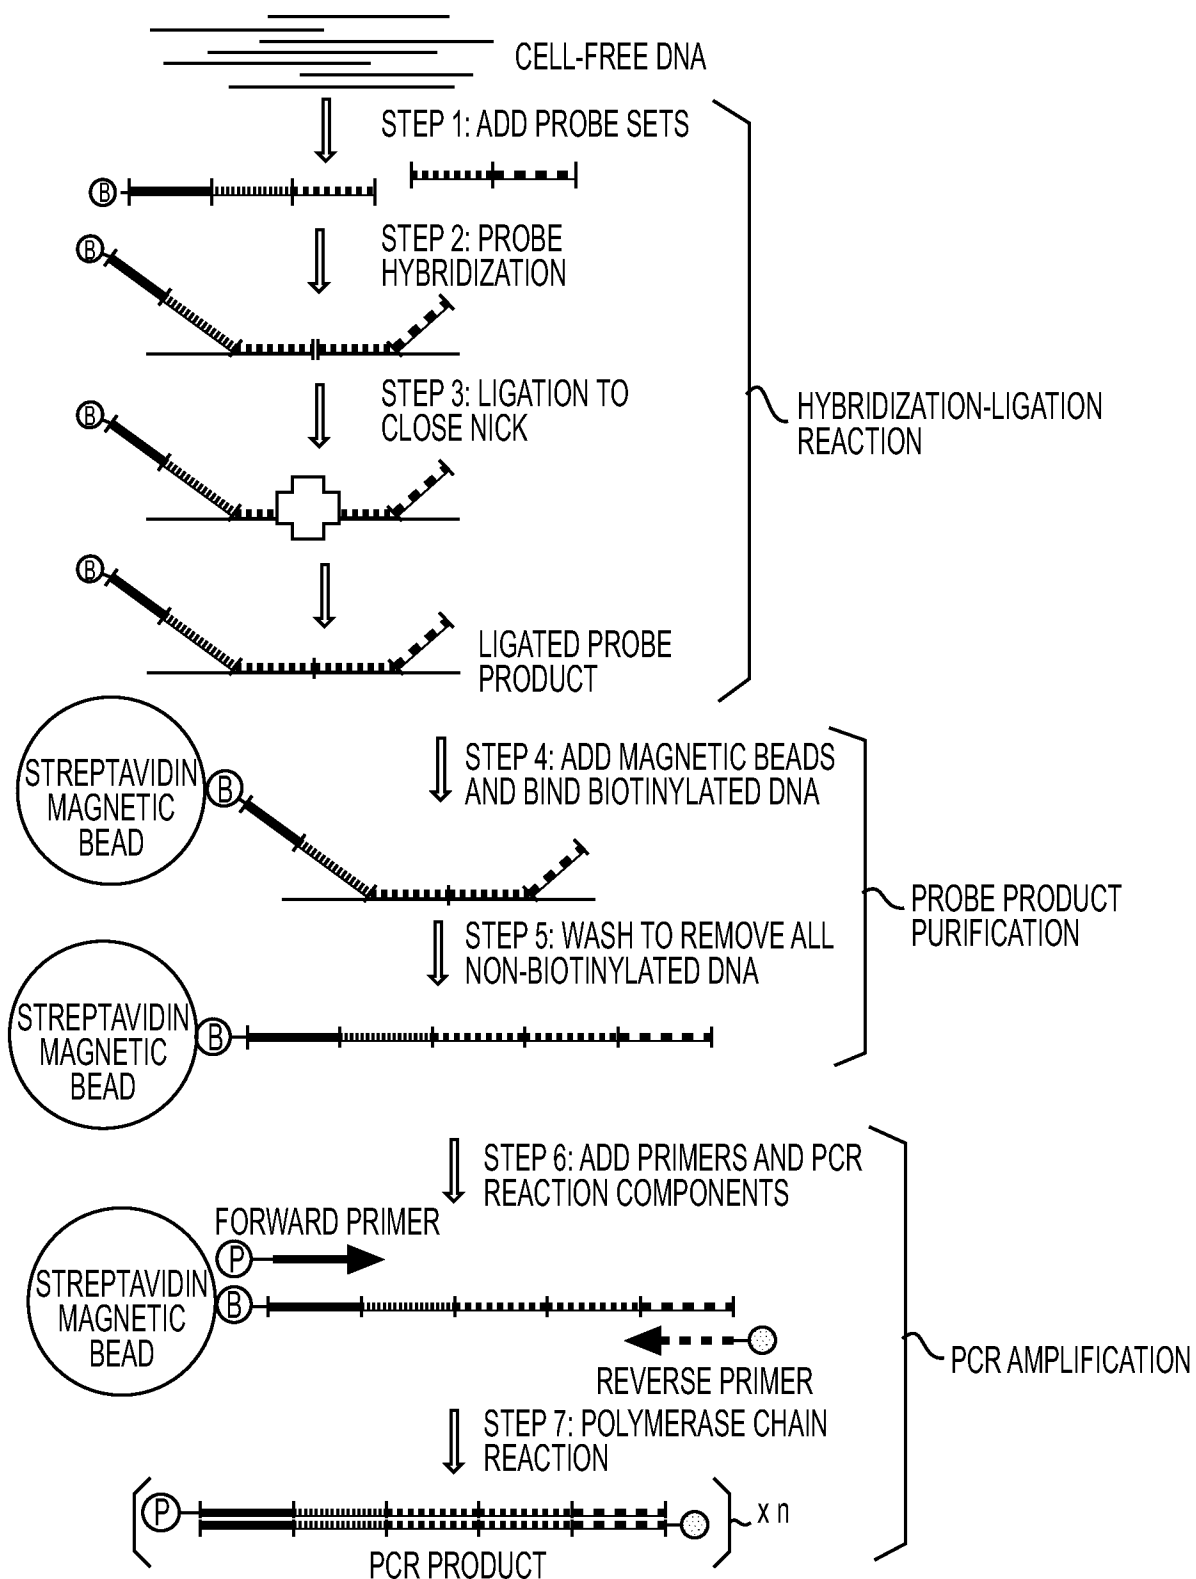 CELL-FREE DNA
STEP 1: ADD PROBE SETS
B
STEP 2: PROBE
HYBRIDIZATION
B
STEP 3: LIGATION TO
CLOSE NICK
B
HYBRIDIZATION-LIGATION
REACTION
B
LIGATED PROBE
PRODUCT
STEP 4: ADD MAGNETIC BEADS
AND BIND BIOTINYLATED DNA
STREPTAVIDIN
MAGNETIC
BEAD
B
PROBE PRODUCT
PURIFICATION
STEP 5: WASH TO REMOVE ALL
NON-BIOTINYLATED DNA
STREPTAVIDIN
MAGNETIC
BEAD
B
STEP 6: ADD PRIMERS AND PCR
REACTION COMPONENTS
FORWARD PRIMER
P
STREPTAVIDIN
MAGNETIC
BEAD
B
REVERSE PRIMER
PCR AMPLIFICATION
STEP 7: POLYMERASE CHAIN
REACTION
P
x n
PCR PRODUCT